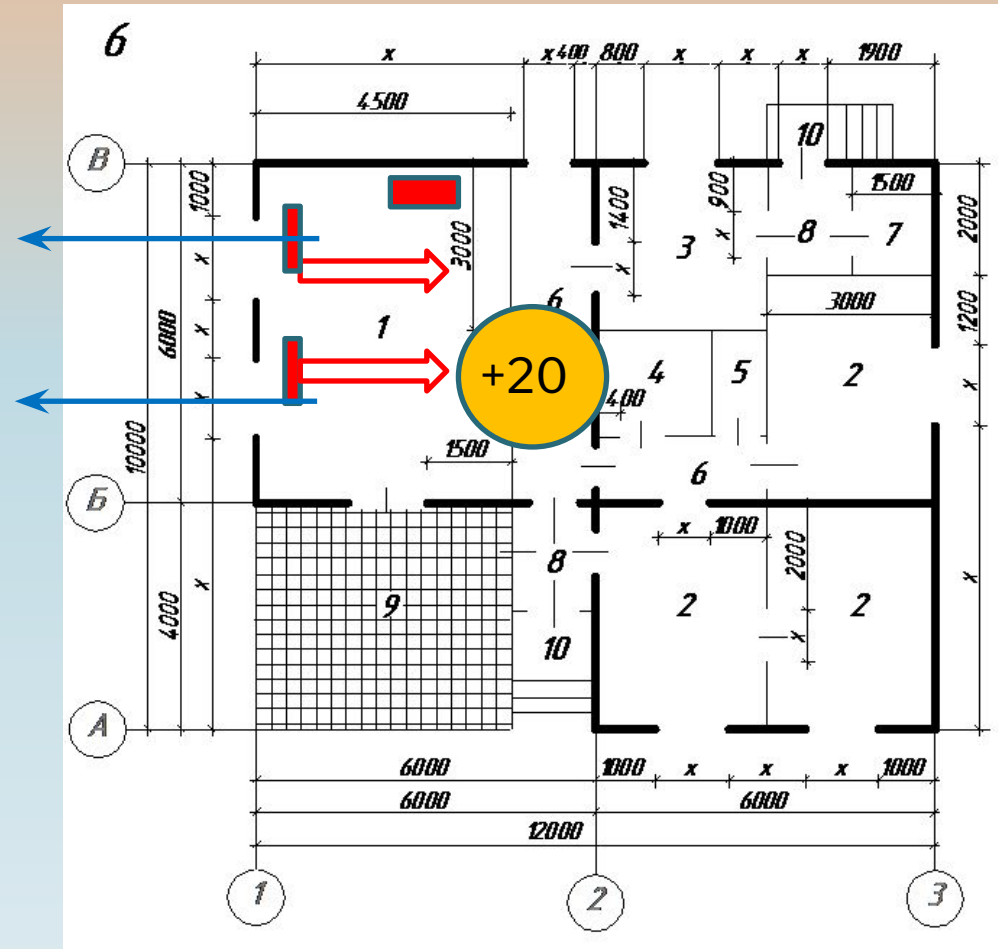 6
x x 400 800 x x x 1900
4500
В
10
1000 1400 900 1500 2000
3 x 8 7
x 3000 x
6 3000 1200
6000 x 1
+20 4 5 2 x
x 400
10000 1500
6
Б
x 1000
8 2000
4000 x 9 2 2 x
x
10
А
6000 1000 x x x 1000
6000 6000
12000
1 2 3